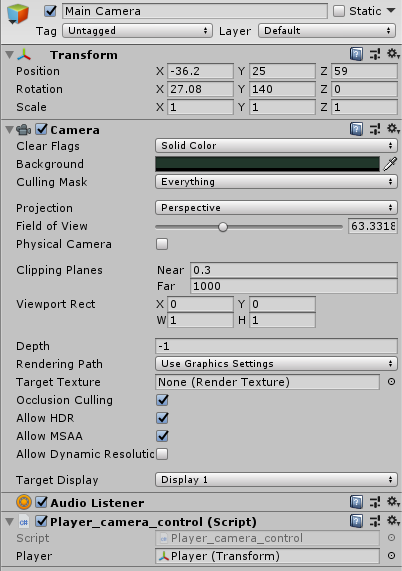 Main Camera Static
Tag Untagged Layer Default
Transform
Position X -36.2 Y 25 Z 59
Rotation X 27.08 Y 140 Z 0
Scale X 1 Y 1 Z 1
Camera
Clear Flags Solid Color
Background
Culling Mask Everything
Projection Perspective
Field of View 63.3318
Physical Camera
Clipping Planes Near 0.3
Far 1000
Viewport Rect X 0 Y 0
W 1 H 1
Depth -1
Rendering Path Use Graphics Settings
Target Texture None (Render Texture)
Occlusion Culling
Allow HDR
Allow MSAA
Allow Dynamic Resolutic
Target Display Display 1
Audio Listener
Player_camera_control (Script)
Script Player_camera_control
Player Player (Transform)